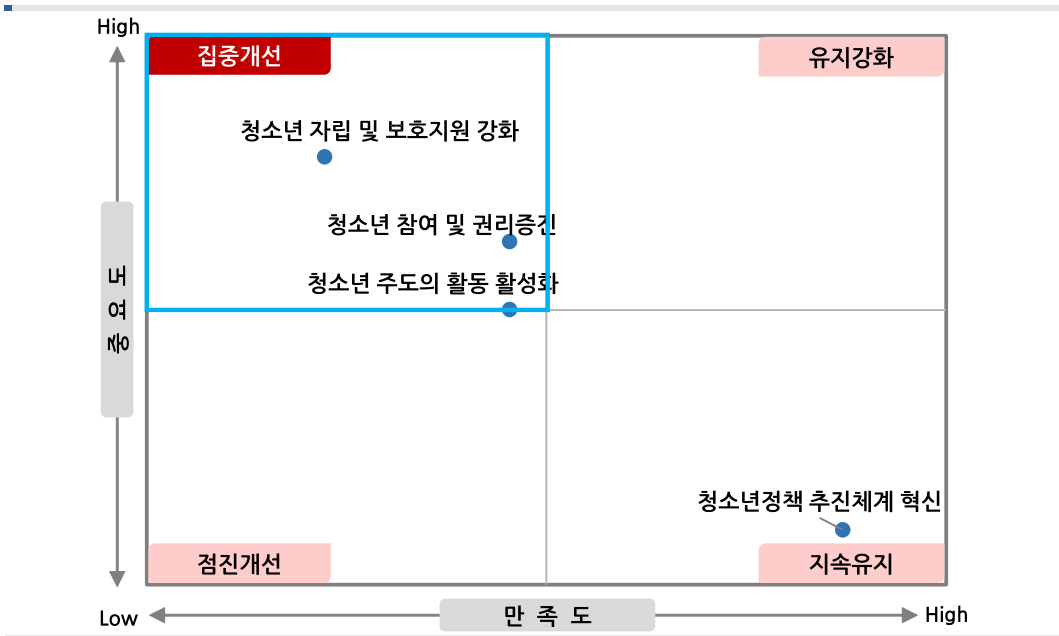 High
집중개선
유지강화
청소년 자립 및 보호지원 강화
청소년 참여 및 권리증진
청소년 주도의 활동 활성화
중요도
청소년정책 추진체계 혁신
점진개선
지속유지
Low
만 족 도
High